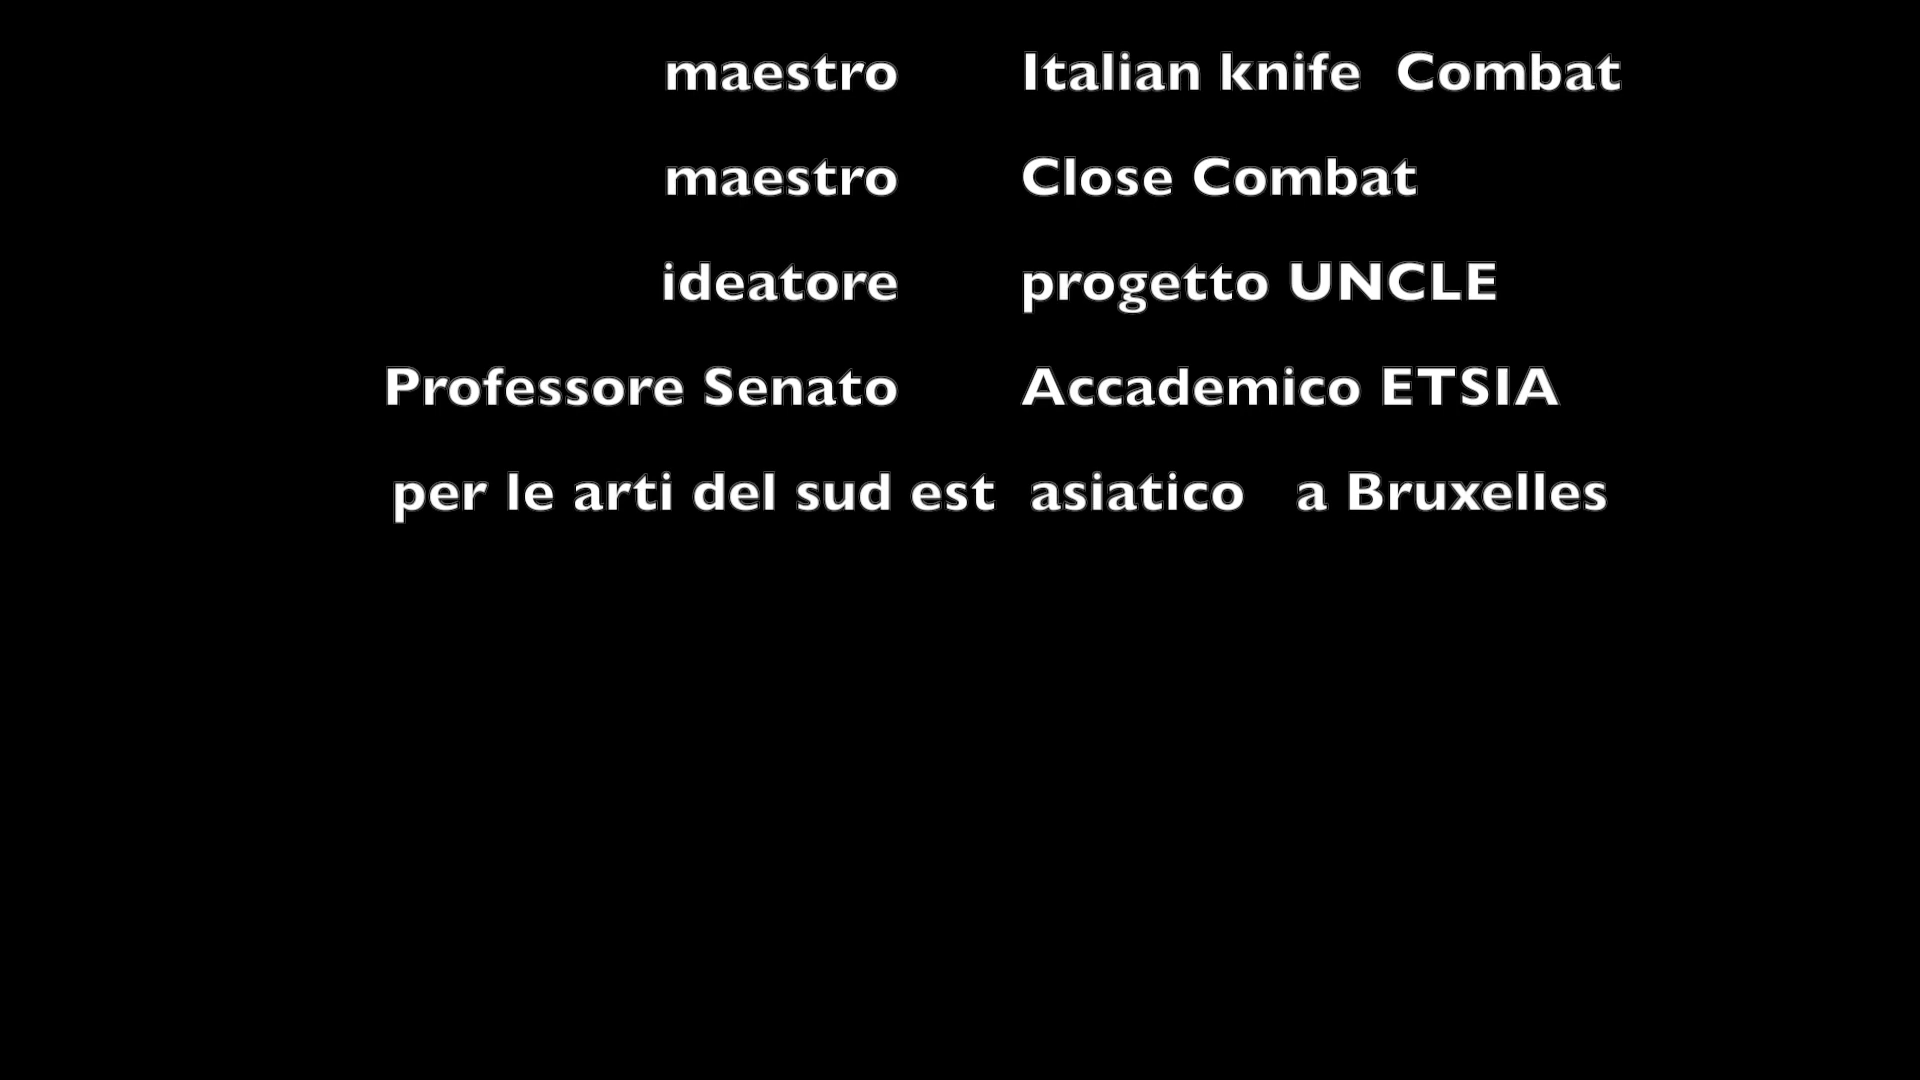 maestro Italian knife Combat
maestro Close Combat
ideatore progetto UNCLE
Professore Senato Accademico ETSIA
per le arti del sud est asiatico a Bruxelles